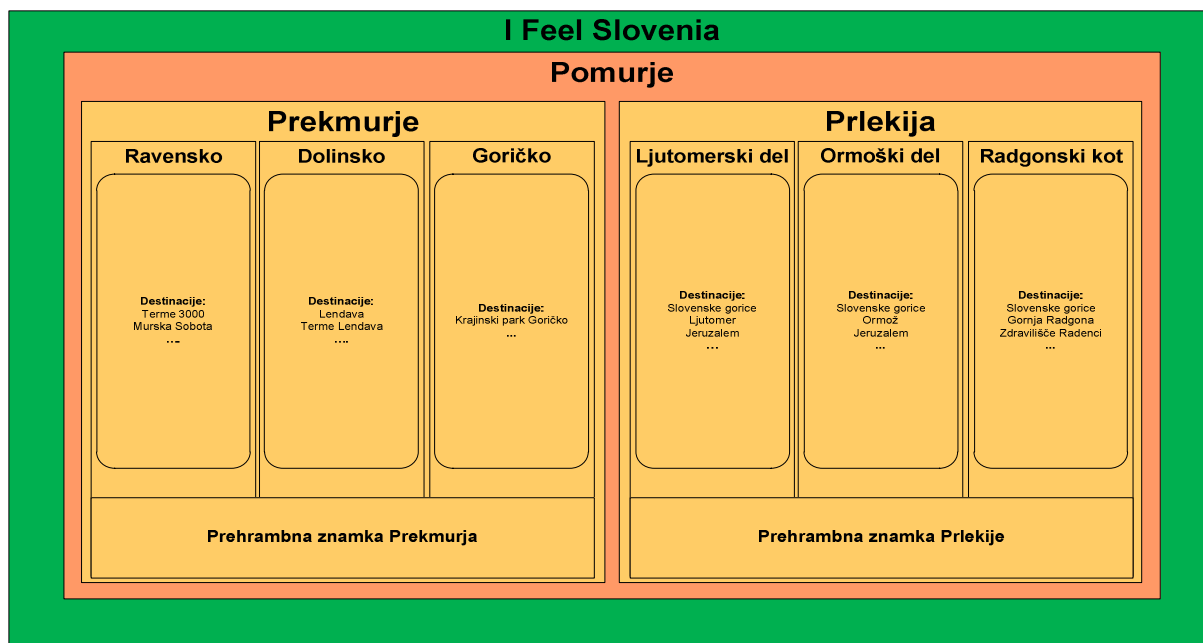 I Feel Slovenia
Pomurje
Prekmurje
Ravensko
Destinacije:
Terme 3000
Murska Sobota
....
Dolinsko
Destinacije:
Lendava
Terme Lendava
....
Goričko
Destinacije:
Krajinski park Goričko
...
Prehrambna znamka Prekmurja
Prlekija
Ljutomerski del
Destinacije:
Slovenske gorice
Ljutomer
Jeruzalem
...
Ormoški del
Destinacije:
Slovenske gorice
Ormož
Jeruzalem
...
Radgonski kot
Destinacije:
Slovenske gorice
Gornja Radgona
Zdravilišče Radenci
...
Prehrambna znamka Prlekije